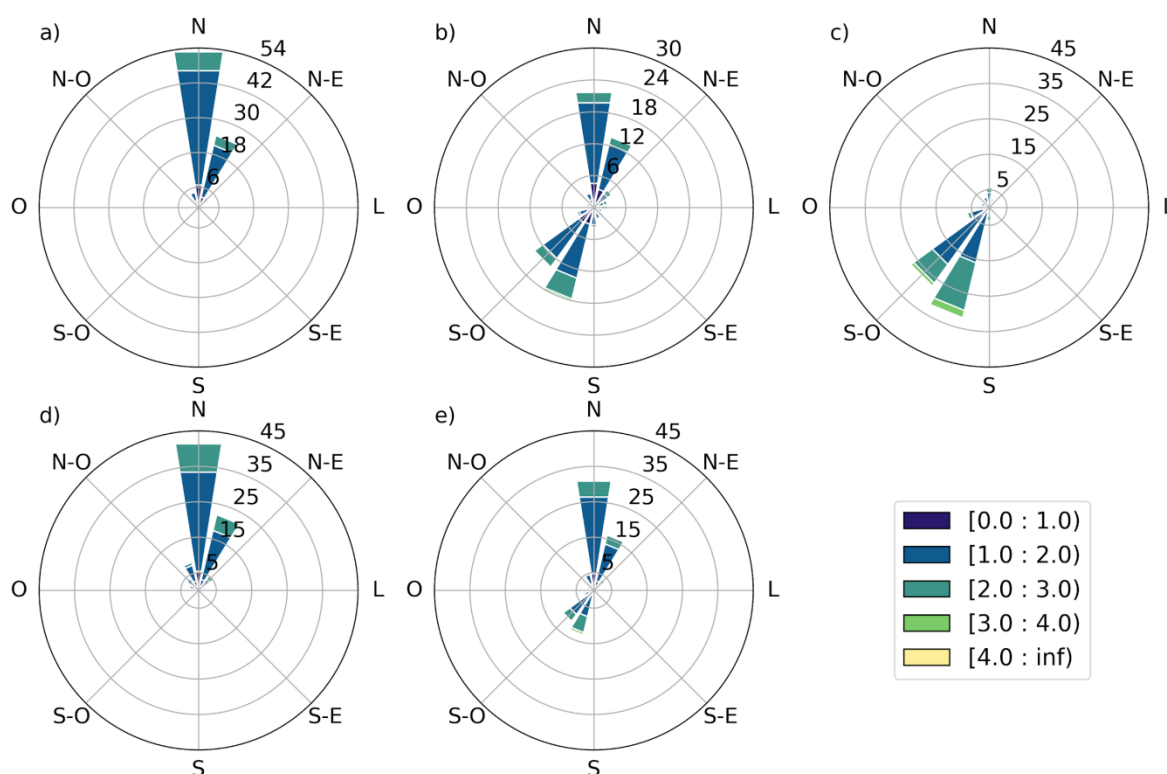 a)
N
54
42
30
18
6
N-O
N-E
O
L
S-O
S-E
S
b)
N
30
24
18
12
6
N-O
N-E
O
L
S-O
S-E
S
c)
N
45
35
25
15
5
N-O
N-E
O
L
S-O
S-E
S
d)
N
45
35
25
15
5
N-O
N-E
O
L
S-O
S-E
S
e)
N
45
35
25
15
5
N-O
N-E
O
L
S-O
S-E
S
[0.0 : 1.0)
[1.0 : 2.0)
[2.0 : 3.0)
[3.0 : 4.0)
[4.0 : inf)